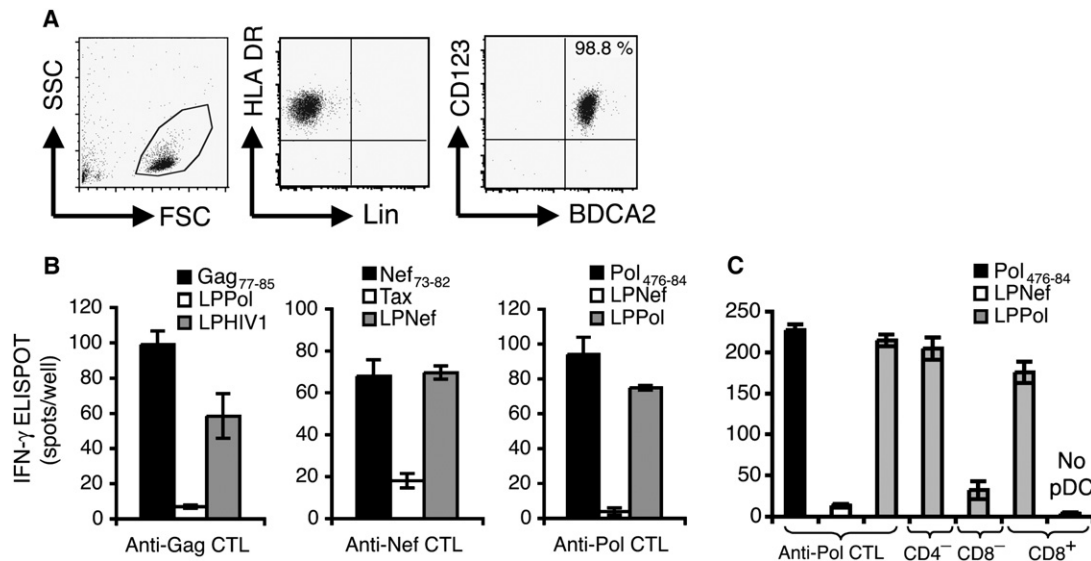 A
SSC
FSC
HLA DR
Lin
CD123
98.8 %
BDCA2
B
IFN-γ ELISPOT
(spots/well)
Gag77-85
LPPol
LPHIV1
120
100
80
60
40
20
0
Anti-Gag CTL
Nef73-82
Tax
LPNef
100
80
60
40
20
0
Anti-Nef CTL
Pol476-84
LPNef
LPPol
120
100
80
60
40
20
0
Anti-Pol CTL
C
Pol476-84
LPNef
LPPol
250
200
150
100
50
0
No
pDC
Anti-Pol CTL
CD4−
CD8−
CD8+